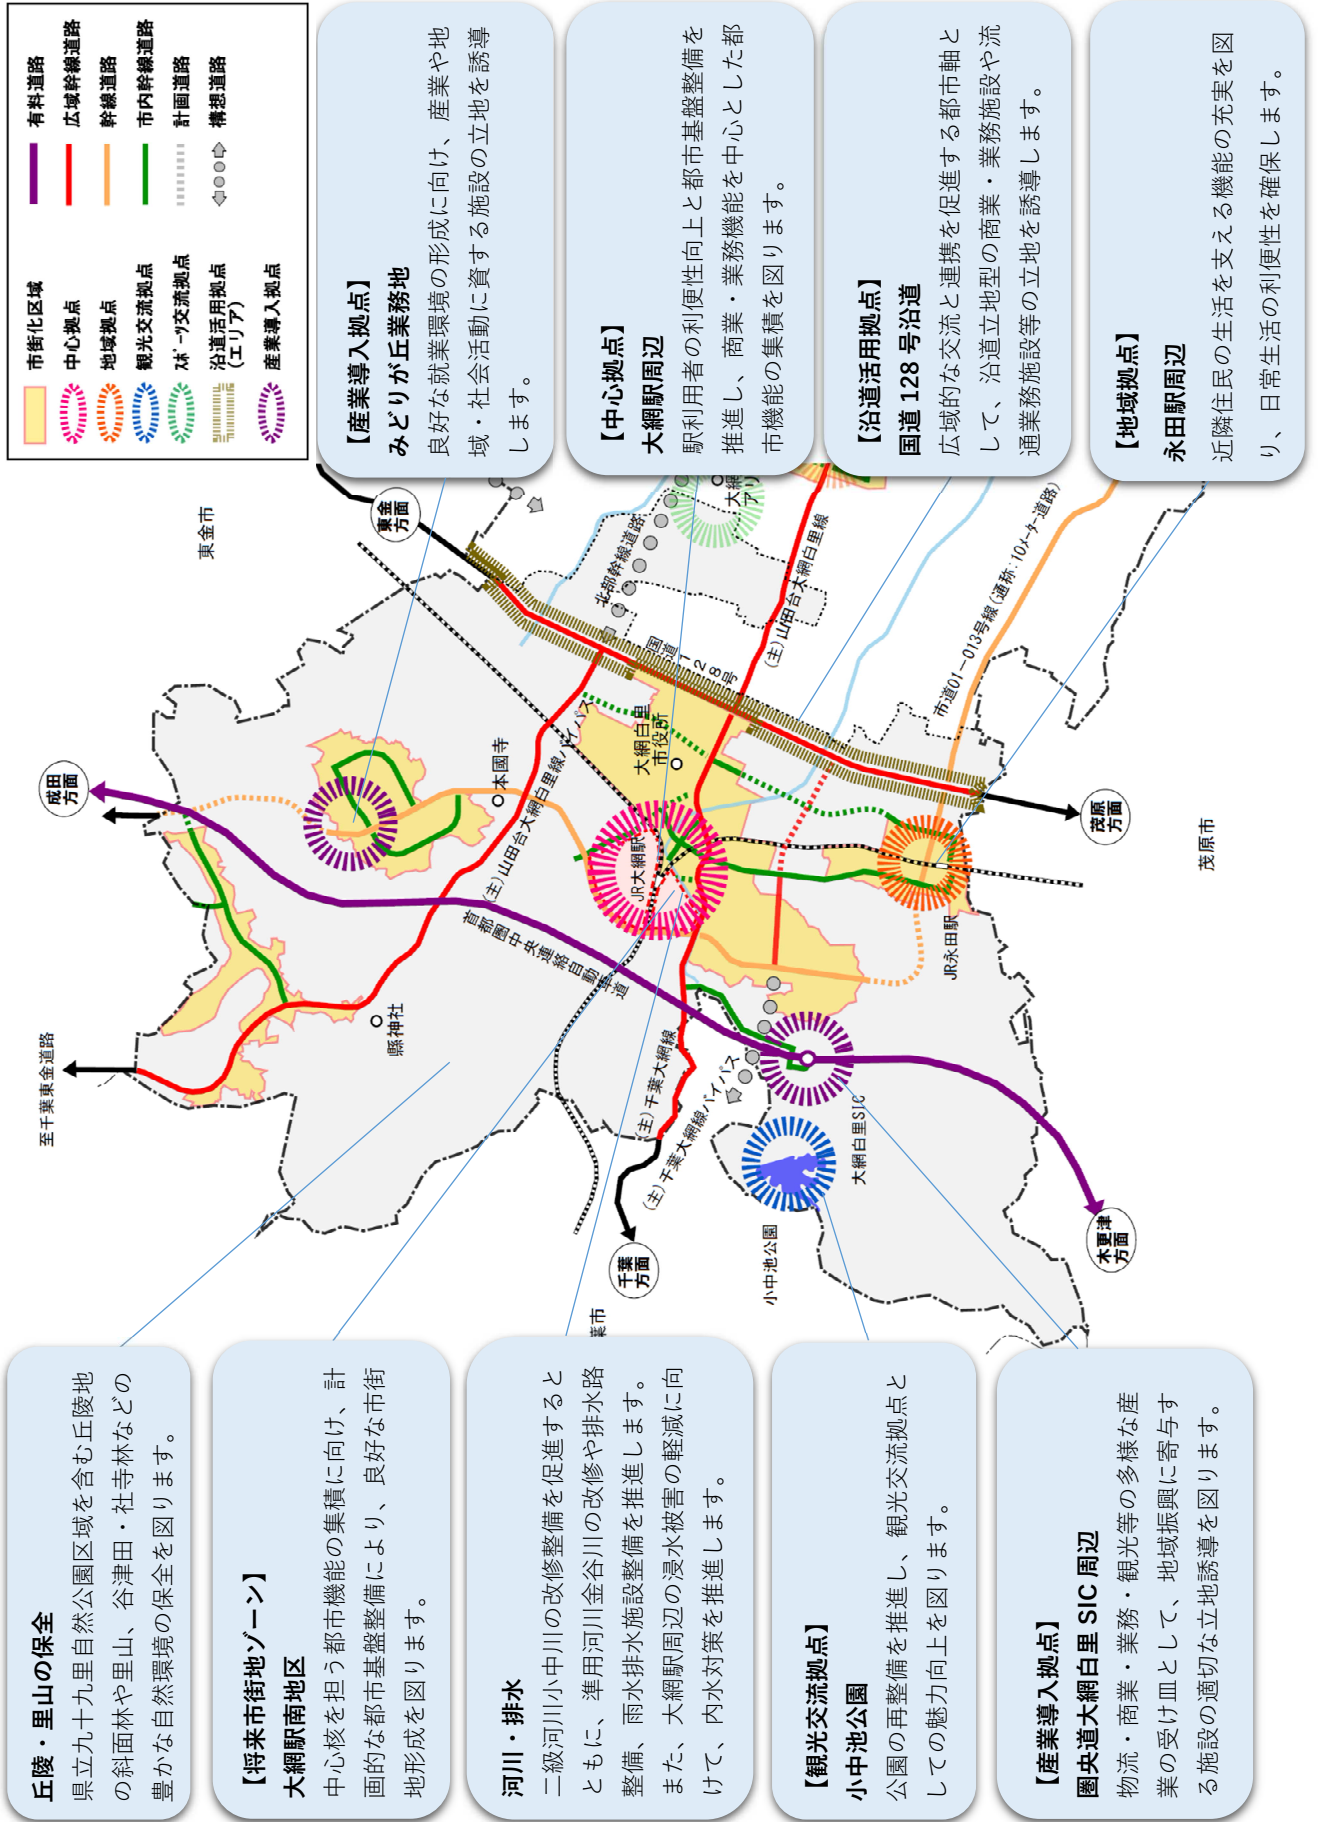 丘陵・里山の保全
県立九十九里自然公園区域を含む丘陵地
の斜面林や里山、谷津田・社寺林などの
豊かな自然環境の保全を図ります。
【将来市街地ゾーン】
大網駅南地区
中心核を担う都市機能の集積に向け、計
画的な都市基盤整備により、良好な市街
地形成を図ります。
河川・排水
二級河川小中川の改修整備を促進すると
ともに、準用河川金谷川の改修や排水路
整備、雨水排水施設整備を推進します。
また、大網駅周辺の浸水被害の軽減に向
けて、内水対策を推進します。
【観光交流拠点】
小中池公園
公園の再整備を推進し、観光交流拠点と
しての魅力向上を図ります。
【産業導入拠点】
圏央道大網白里 SIC 周辺
物流・商業・業務・観光等の多様な産
業の受け皿として、地域振興に寄与す
る施設の適切な立地誘導を図ります。
至千葉東金道路
成田
方面
東金市
東金
方面
縣神社
本國寺
(主)山田台大網白里線バイパス
首都圏中央連絡自動車道
北部幹線道路
大網
アリ
国道128号
(主)山田台大網白里線
大網白里
市役所
JR大網駅
(主)千葉大網線
(主)千葉大網線バイパス
千葉
方面
葉市
小中池公園
大網白里SIC
JR永田駅
市道01-013号線(通称:10メーター道路)
茂原
方面
茂原市
木更津
方面
市街化区域
中心拠点
地域拠点
観光交流拠点
スポーツ交流拠点
沿道活用拠点
(エリア)
産業導入拠点
有料道路
広域幹線道路
幹線道路
市内幹線道路
計画道路
構想道路
【産業導入拠点】
みどりが丘業務地
良好な就業環境の形成に向け、産業や地
域・社会活動に資する施設の立地を誘導
します。
【中心拠点】
大網駅周辺
駅利用者の利便性向上と都市基盤整備を
推進し、商業・業務機能を中心とした都
市機能の集積を図ります。
【沿道活用拠点】
国道 128 号沿道
広域的な交流と連携を促進する都市軸と
して、沿道立地型の商業・業務施設や流
通業務施設等の立地を誘導します。
【地域拠点】
永田駅周辺
近隣住民の生活を支える機能の充実を図
り、日常生活の利便性を確保します。